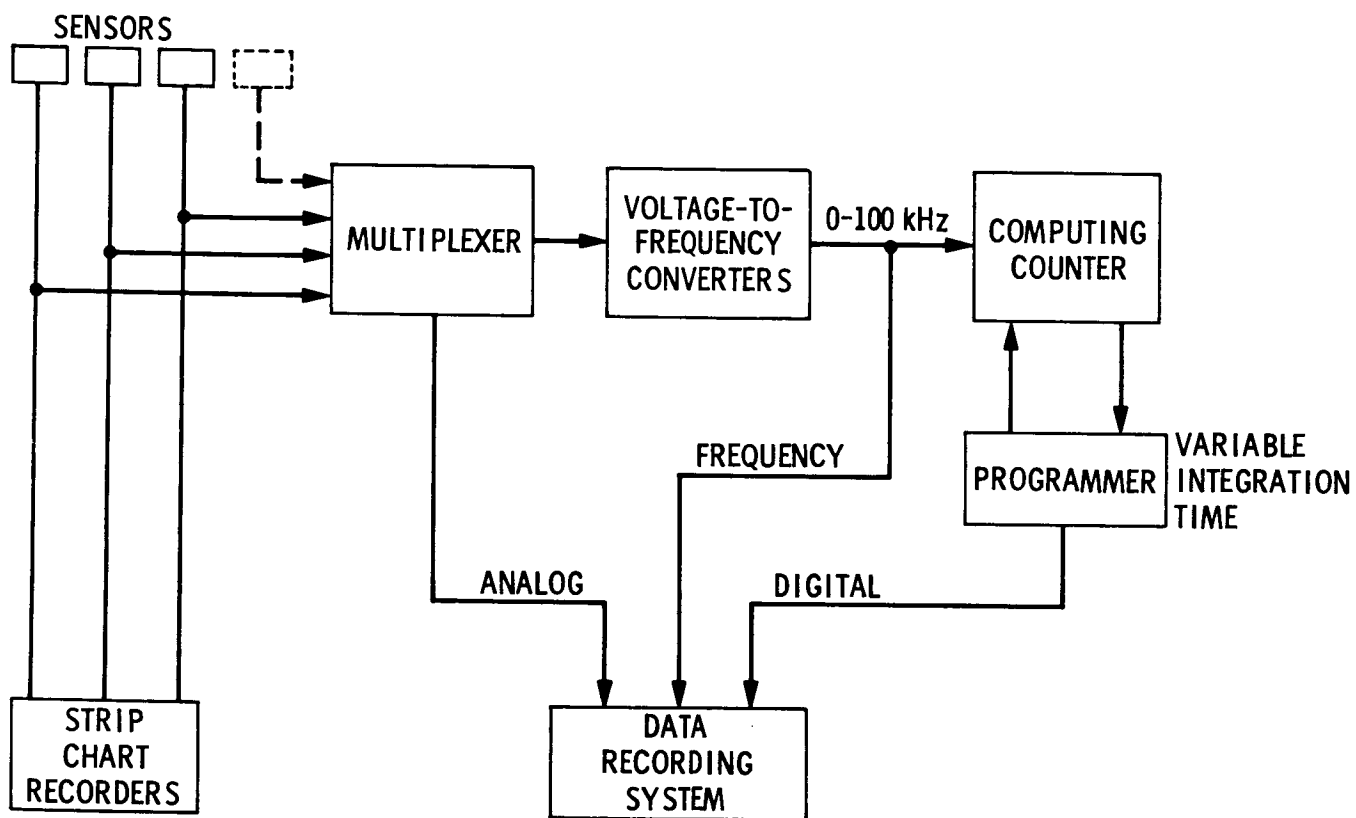 SENSORS
MULTIPLEXER
VOLTAGE-TO-
FREQUENCY
CONVERTERS
0-100 kHz
COMPUTING
COUNTER
FREQUENCY
PROGRAMMER
VARIABLE
INTEGRATION
TIME
ANALOG
DIGITAL
STRIP
CHART
RECORDERS
DATA
RECORDING
SYSTEM